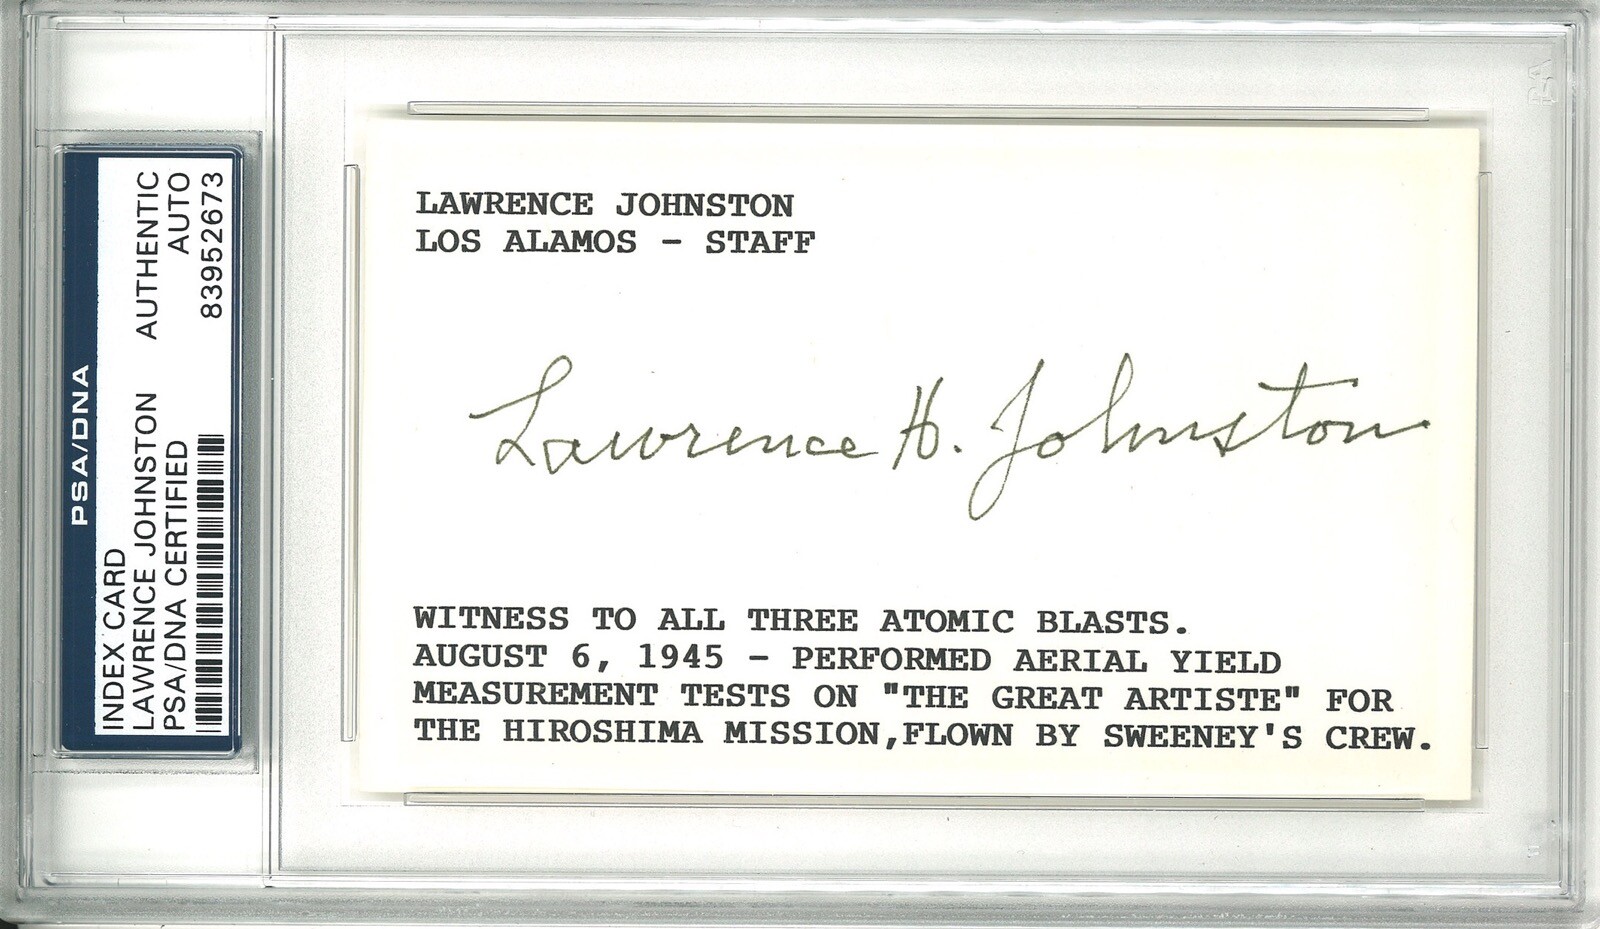 PSA/DNA
INDEX CARD
LAWRENCE JOHNSTON AUTHENTIC
PSA/DNA CERTIFIED AUTO
83952673
LAWRENCE JOHNSTON
LOS ALAMOS - STAFF
Lawrence H. Johnston
WITNESS TO ALL THREE ATOMIC BLASTS.
AUGUST 6, 1945 - PERFORMED AERIAL YIELD
MEASUREMENT TESTS ON "THE GREAT ARTISTE" FOR
THE HIROSHIMA MISSION,FLOWN BY SWEENEY'S CREW.